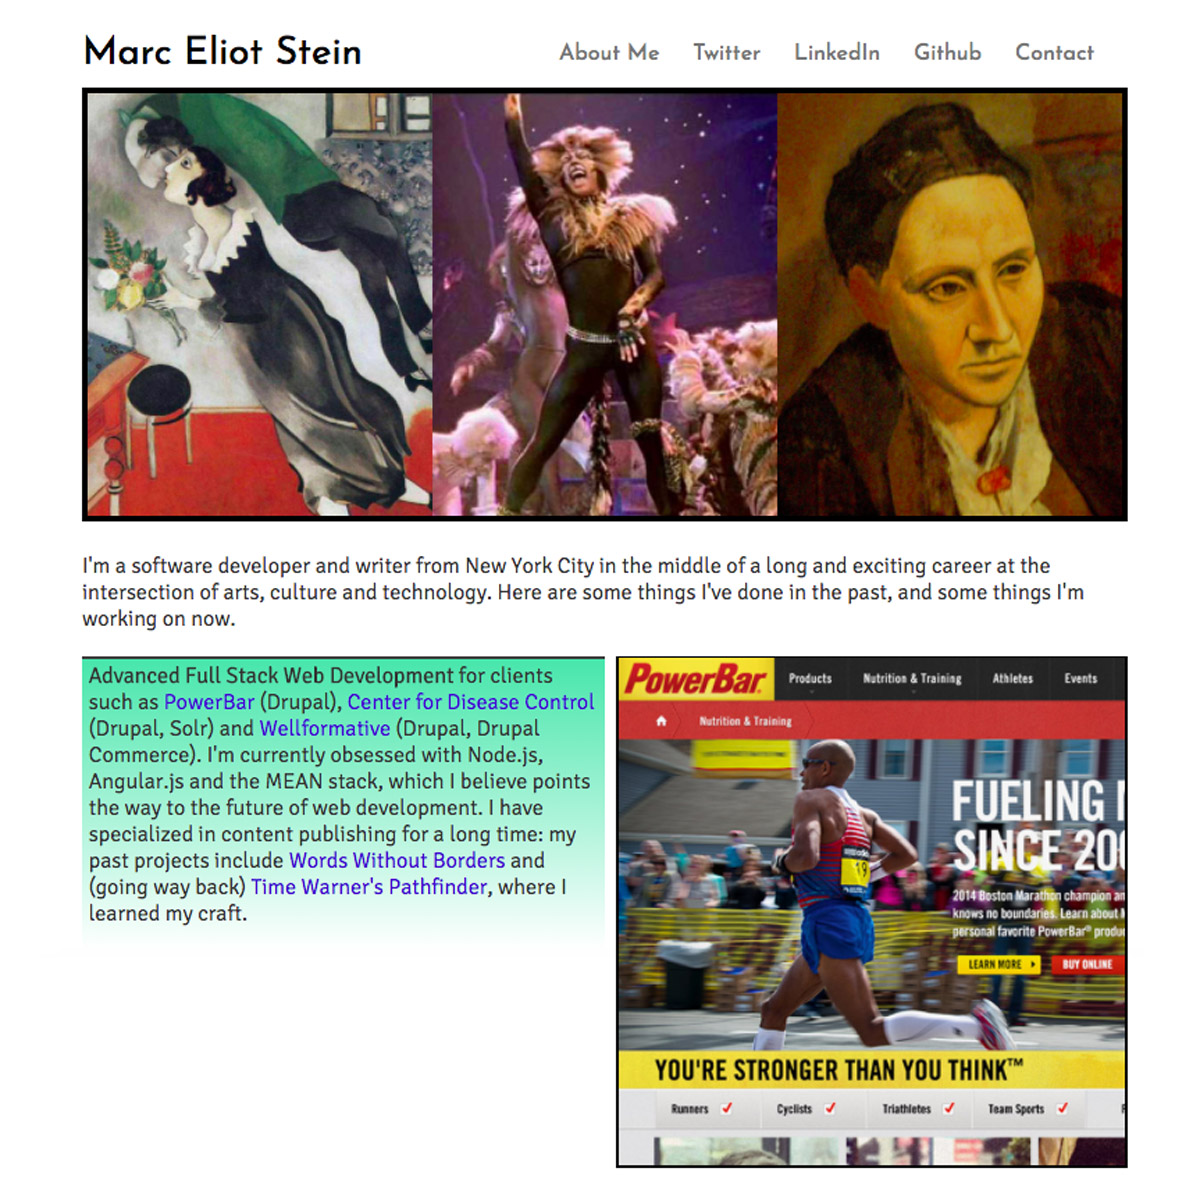 Marc Eliot Stein
About Me Twitter LinkedIn Github Contact
I'm a software developer and writer from New York City in the middle of a long and exciting career at the
intersection of arts, culture and technology. Here are some things I've done in the past, and some things I'm
working on now.
Advanced Full Stack Web Development for clients
such as PowerBar (Drupal), Center for Disease Control
(Drupal, Solr) and Wellformative (Drupal, Drupal
Commerce). I'm currently obsessed with Node.js,
Angular.js and the MEAN stack, which I believe points
the way to the future of web development. I have
specialized in content publishing for a long time: my
past projects include Words Without Borders and
(going way back) Time Warner's Pathfinder, where I
learned my craft.
PowerBar Products Nutrition & Training Athletes Events
Nutrition & Training
FUELING
SINCE 200
19
2014 Boston Marathon champion an
knows no boundaries. Learn about
personal favorite PowerBar® produ
LEARN MORE BUY ONLINE
YOU'RE STRONGER THAN YOU THINK™
Runners Cyclists Triathletes Team Sports